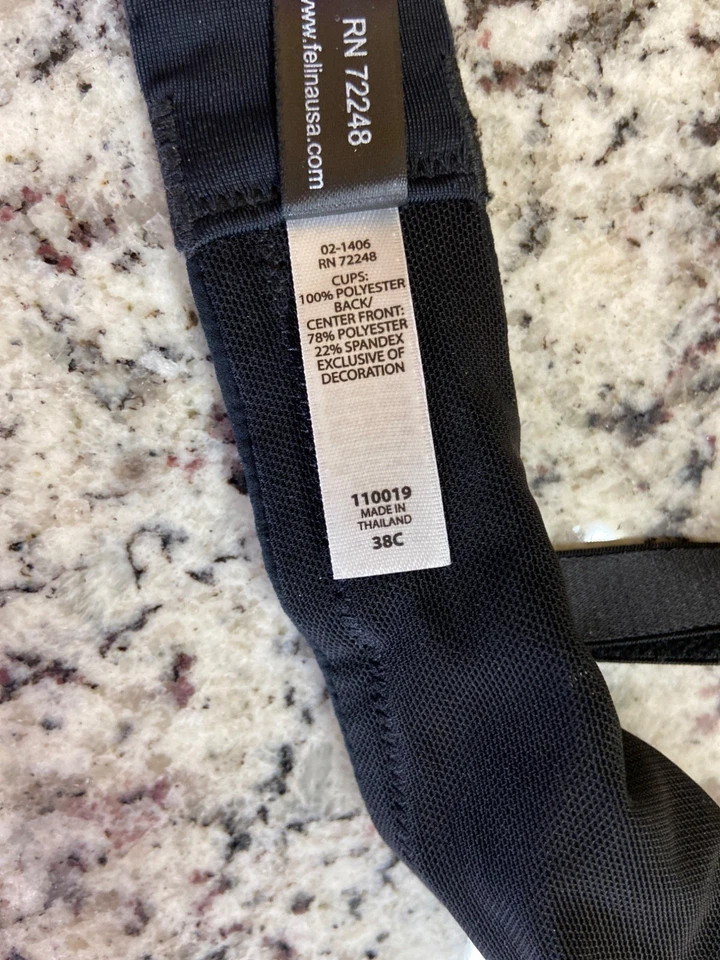 RN 72248
www.felinausa.com
02-1406
RN 72248
CUPS:
100% POLYESTER
BACK/
CENTER FRONT:
78% POLYESTER
22% SPANDEX
EXCLUSIVE OF
DECORATION
110019
MADE IN
THAILAND
38C